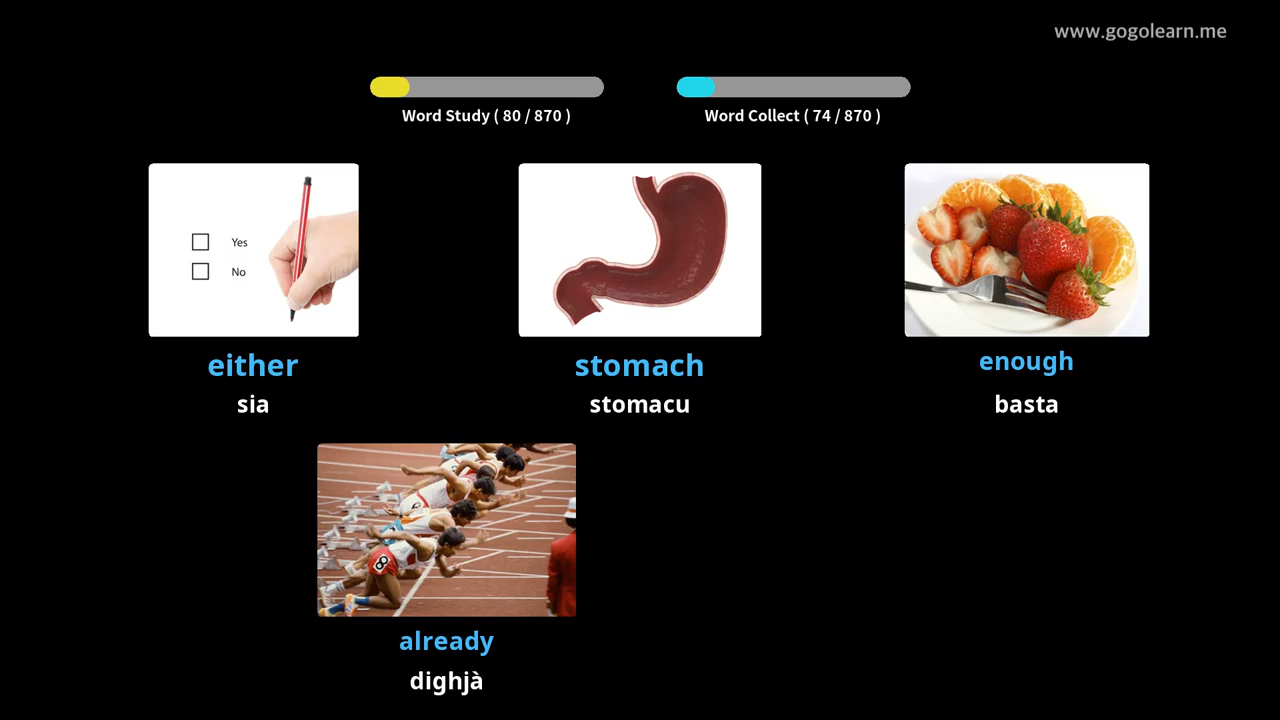 www.gogolearn.me
Word Study ( 80 / 870 )
Word Collect ( 74 / 870 )
Yes
No
either
sia
stomach
stomacu
enough
basta
8
already
dighjà